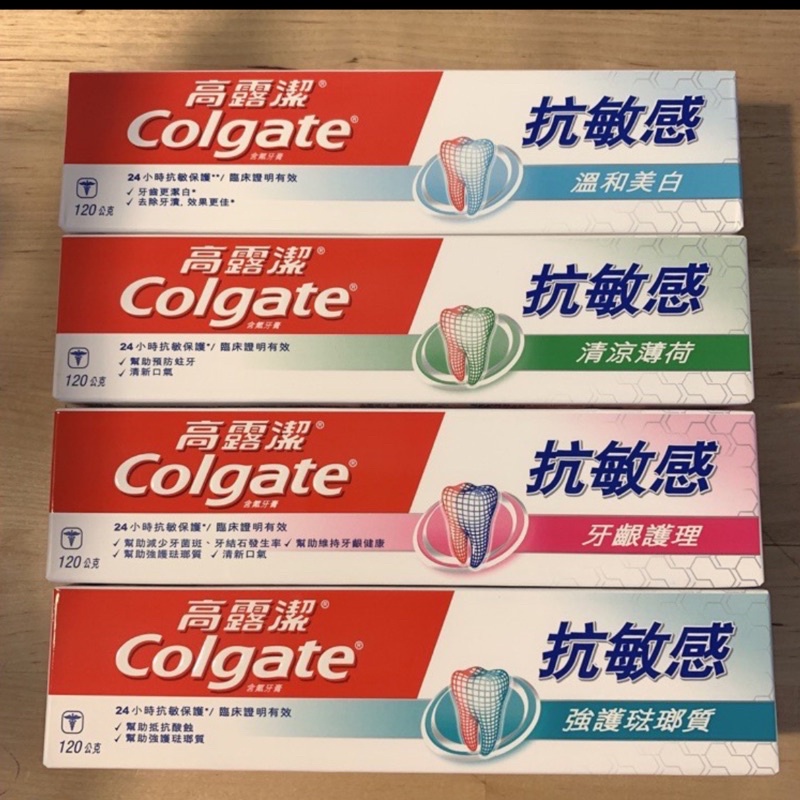 高露潔®
Colgate®
含氟牙膏
抗敏感
24小時抗敏保護**/ 臨床證明有效
✓ 牙齒更潔白*
✓ 去除牙漬, 效果更佳*
溫和美白
120公克
高露潔®
Colgate®
含氟牙膏
抗敏感
24小時抗敏保護*/ 臨床證明有效
✓ 幫助預防蛀牙
✓ 清新口氣
清涼薄荷
120公克
高露潔®
Colgate®
含氟牙膏
抗敏感
24小時抗敏保護*/ 臨床證明有效
✓ 幫助減少牙菌斑、牙結石發生率 ✓ 幫助維持牙齦健康
✓ 幫助強護琺瑯質 ✓ 清新口氣
牙齦護理
120公克
高露潔®
Colgate®
含氟牙膏
抗敏感
24小時抗敏保護*/ 臨床證明有效
✓ 幫助抵抗酸蝕
✓ 幫助強護琺瑯質
強護琺瑯質
120公克